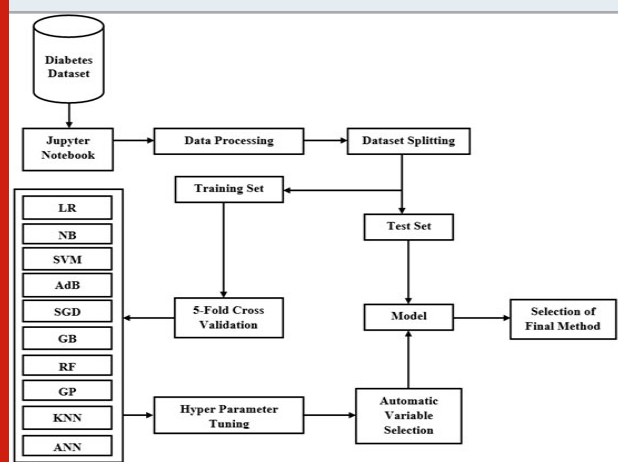 Diabetes
Dataset
Jupyter
Notebook
Data Processing
Dataset Splitting
Training Set
Test Set
LR
NB
SVM
AdB
SGD
GB
RF
GP
KNN
ANN
5-Fold Cross
Validation
Model
Selection of
Final Method
Hyper Parameter
Tuning
Automatic
Variable
Selection